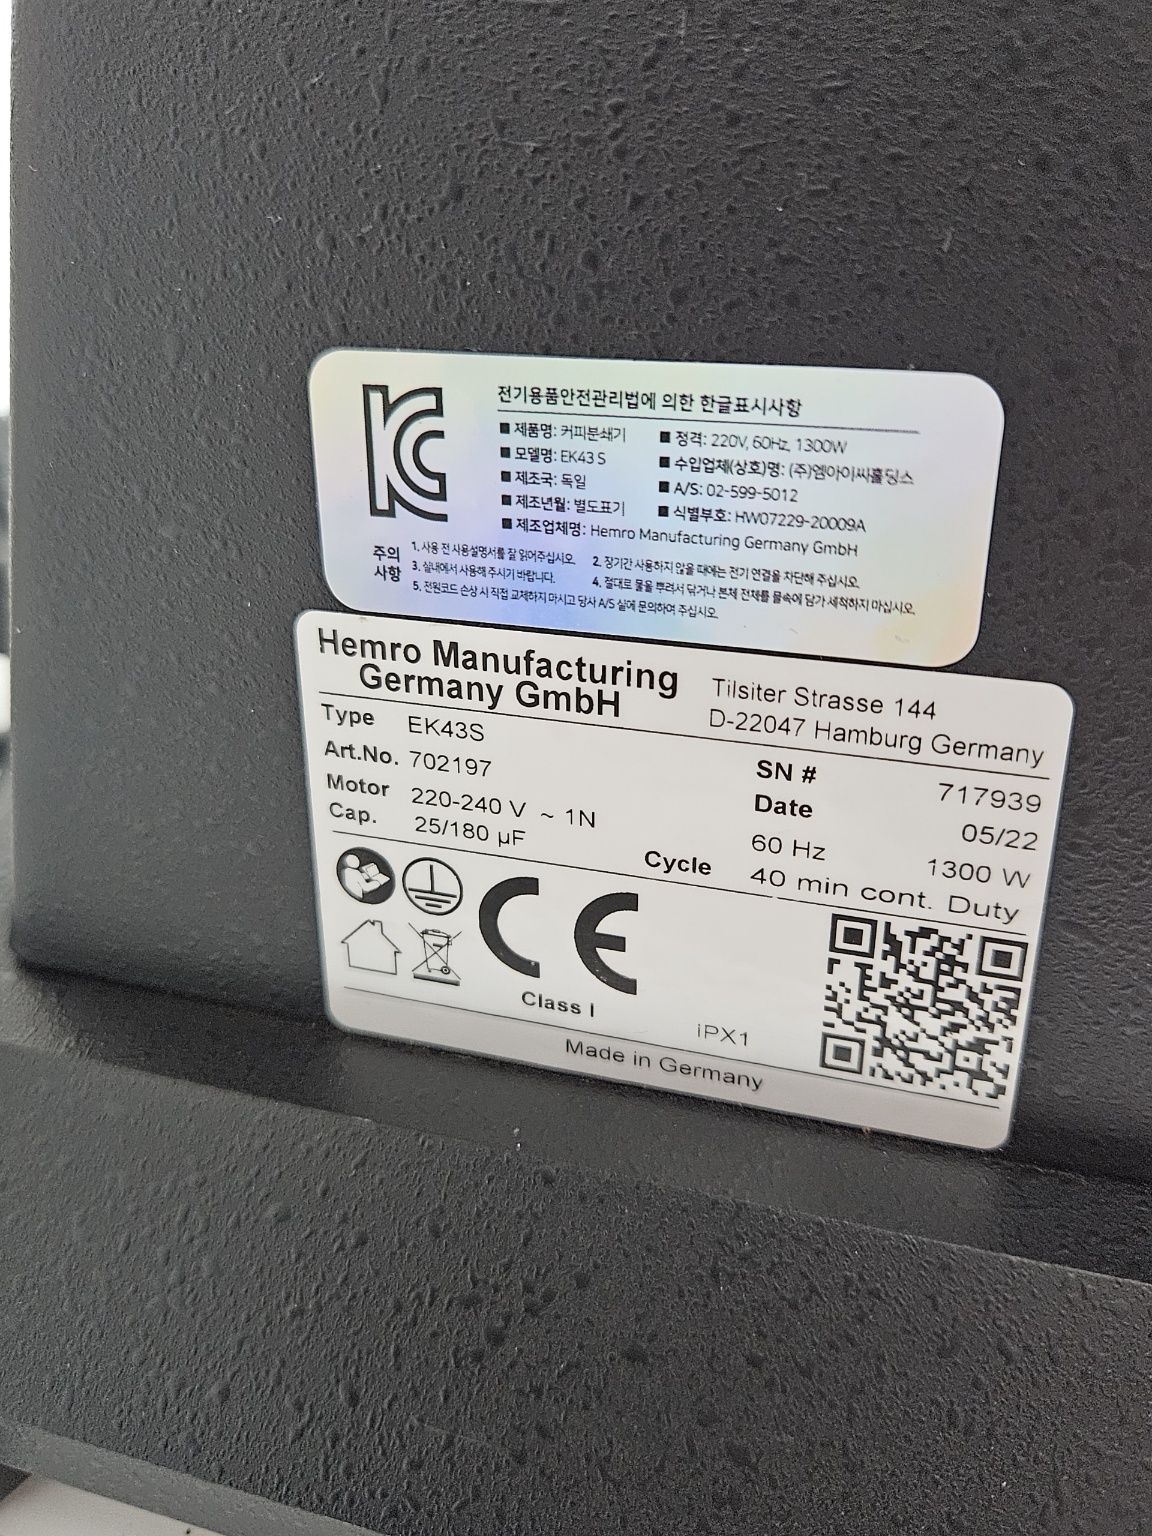 KC
전기용품안전관리법에 의한 한글표시사항
■ 제품명: 커피분쇄기
■ 모델명: EK43 S
■ 제조국: 독일
■ 제조년월: 별도표기
■ 제조업체명: Hemro Manufacturing Germany GmbH
■ 정격: 220V, 60Hz, 1300W
■ 수입업체(상호)명: (주)엠아이씨홀딩스
■ A/S: 02-599-5012
■ 식별부호: HW07229-20009A
주의
사항
1. 사용 전 사용설명서를 잘 읽어주십시오.
2. 장기간 사용하지 않을 때에는 전기 연결을 차단해 주십시오.
3. 실내에서 사용해 주시기 바랍니다.
4. 절대로 물을 뿌려서 닦거나 본체 전체를 물속에 담가 세척하지 마십시오.
5. 전원코드 손상 시 직접 교체하지 마시고 당사 A/S 실에 문의하여 주십시오.
Hemro Manufacturing
Germany GmbH
Tilsiter Strasse 144
D-22047 Hamburg Germany
Type EK43S
Art.No. 702197
SN # 717939
Date 05/22
Motor 220-240 V ~ 1N 60 Hz 1300 W
Cap. 25/180 µF
Cycle 40 min cont. Duty
CE
Class I
iPX1
Made in Germany